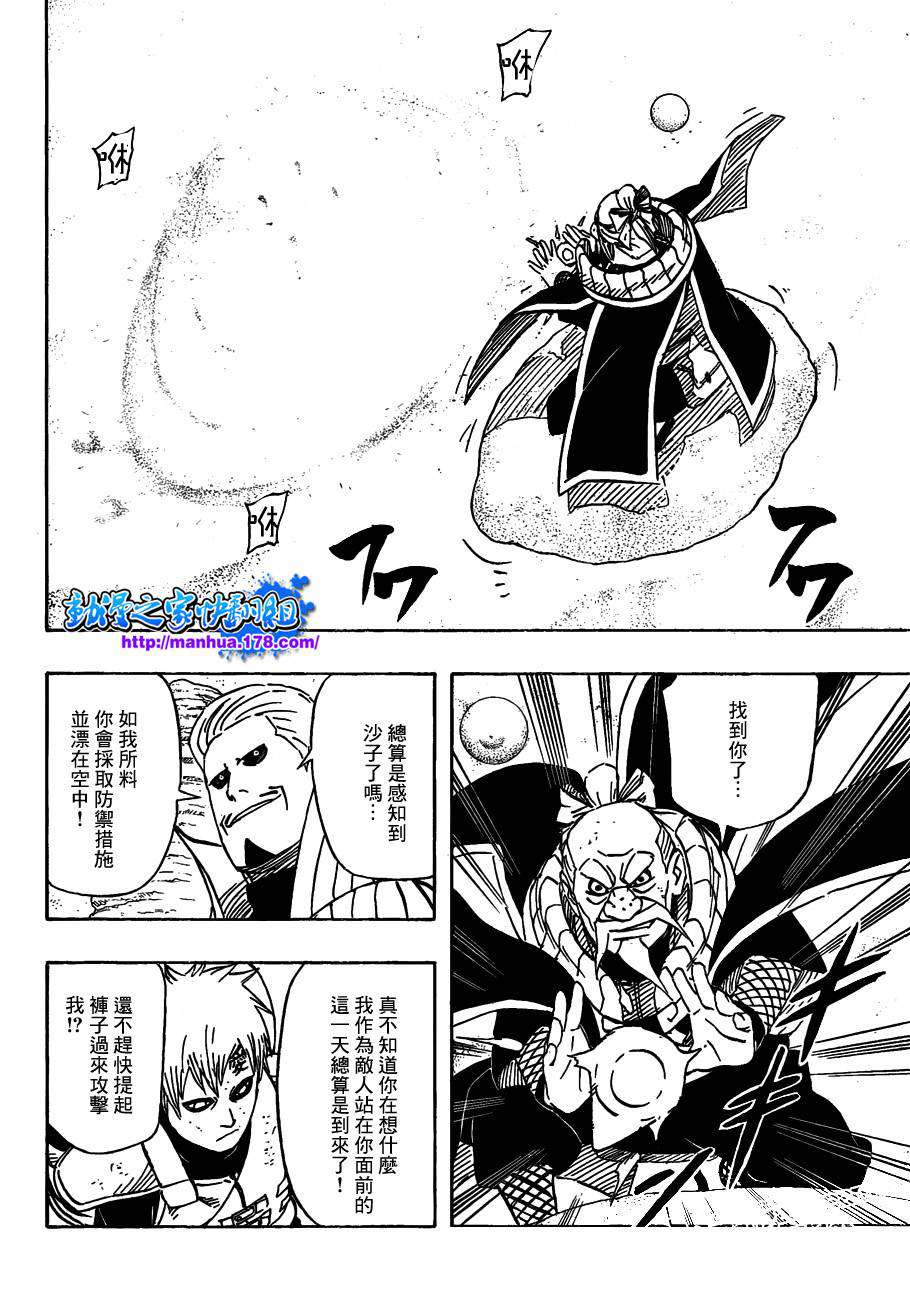 咻
咻
咻
フワ
フワ
動漫之家快翻組
http://manhua.178.com/
找到你了…
總算是感知到
沙子了嗎…
如我所料
你會採取防禦措施
並漂在空中！
真不知道你在想什麼
我作為敵人站在你面前的
這一天總算是到來了！
還不趕快提起
褲子過來攻擊
我!?